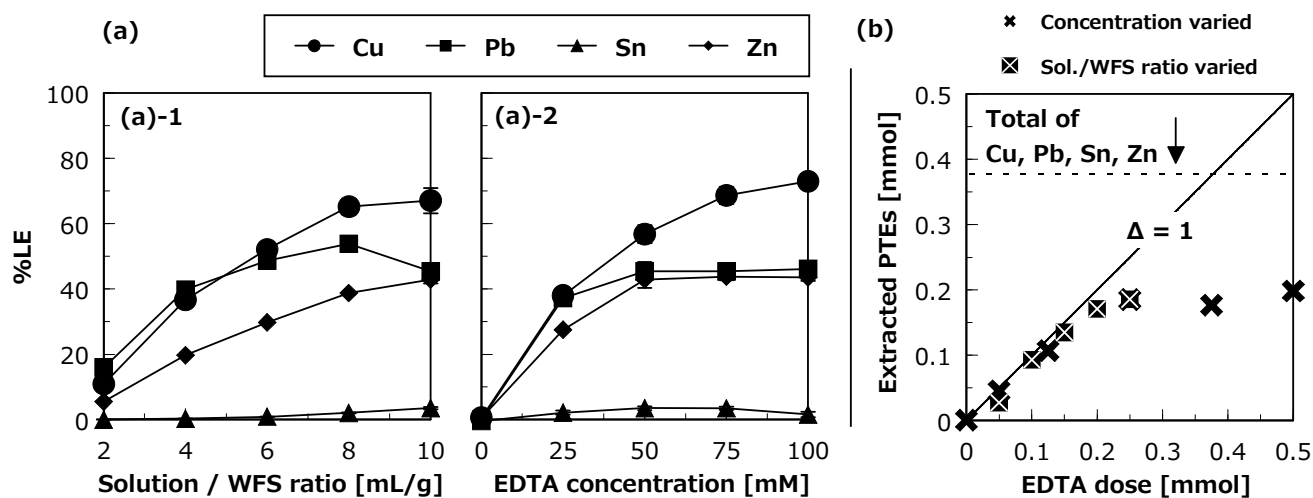 (a)
Cu
Pb
Sn
Zn
(a)-1
%LE
100
80
60
40
20
0
2
4
6
8
10
Solution / WFS ratio [mL/g]
(a)-2
0
25
50
75
100
EDTA concentration [mM]
(b)
Concentration varied
Sol./WFS ratio varied
Extracted PTEs [mmol]
0.5
0.4
0.3
0.2
0.1
0
Total of
Cu, Pb, Sn, Zn
Δ = 1
0
0.1
0.2
0.3
0.4
0.5
EDTA dose [mmol]